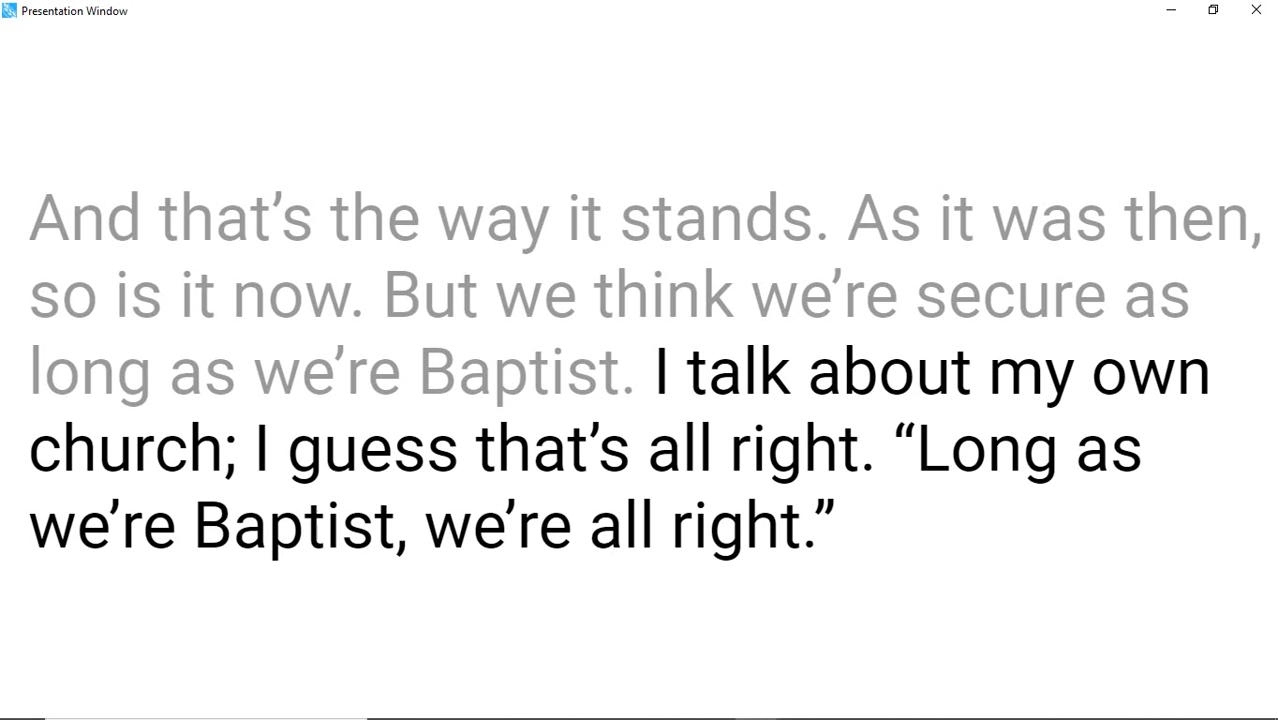 Presentation Window
And that’s the way it stands. As it was then,
so is it now. But we think we’re secure as
long as we’re Baptist. I talk about my own
church; I guess that’s all right. “Long as
we’re Baptist, we’re all right.”